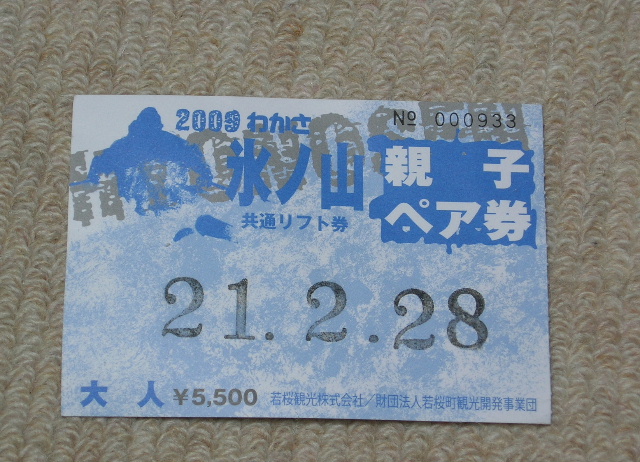 2009 わかさ
№ 000933
HYONOSEN
氷ノ山
親子
共通リフト券
ペア券
21.2.28
大人 ¥5,500 若桜観光株式会社／財団法人若桜町観光開発事業団